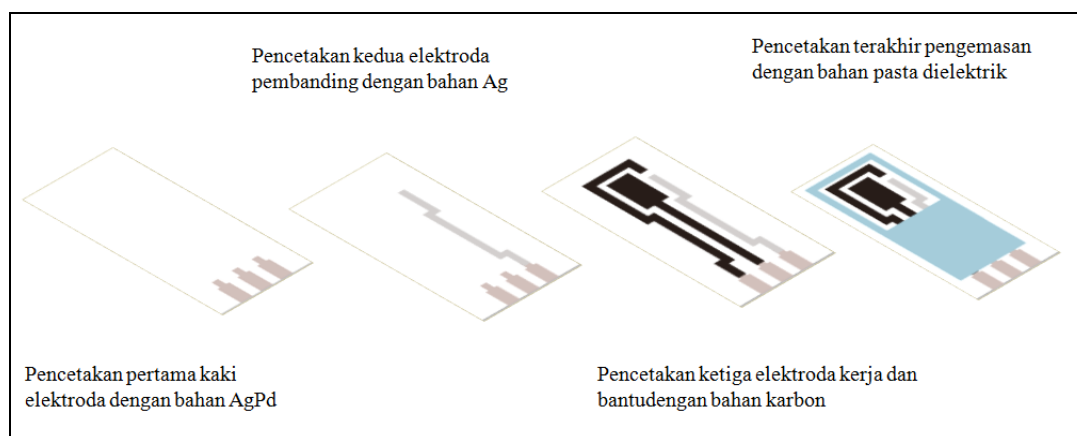 Pencetakan kedua elektroda
pembanding dengan bahan Ag
Pencetakan terakhir pengemasan
dengan bahan pasta dielektrik
Pencetakan pertama kaki
elektroda dengan bahan AgPd
Pencetakan ketiga elektroda kerja dan
bantudengan bahan karbon